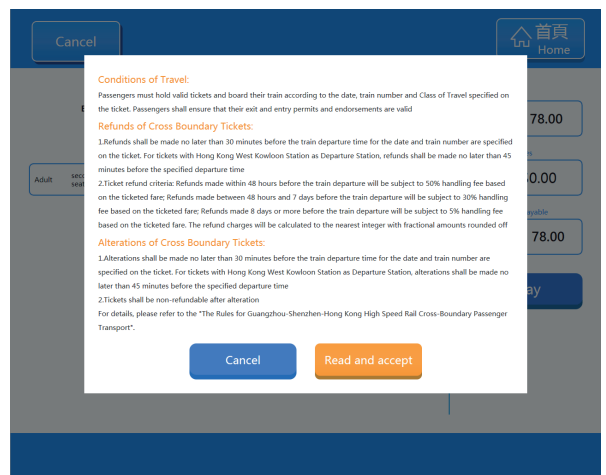 Cancel
首頁
Home
Conditions of Travel:
Passengers must hold valid tickets and board their train according to the date, train number and Class of Travel specified on
the ticket. Passengers shall ensure that their exit and entry permits and endorsements are valid
Refunds of Cross Boundary Tickets:
1.Refunds shall be made no later than 30 minutes before the train departure time for the date and train number are specified
on the ticket. For tickets with Hong Kong West Kowloon Station as Departure Station, refunds shall be made no later than 45
minutes before the specified departure time
2.Ticket refund criteria: Refunds made within 48 hours before the train departure will be subject to 50% handling fee based
on the ticketed fare; Refunds made between 48 hours and 7 days before the train departure will be subject to 30% handling
fee based on the ticketed fare; Refunds made 8 days or more before the train departure will be subject to 5% handling fee
based on the ticketed fare. The refund charges will be calculated to the nearest integer with fractional amounts rounded off
Alterations of Cross Boundary Tickets:
1.Alterations shall be made no later than 30 minutes before the train departure time for the date and train number are
specified on the ticket. For tickets with Hong Kong West Kowloon Station as Departure Station, alterations shall be made no
later than 45 minutes before the specified departure time
2.Tickets shall be non-refundable after alteration
For details, please refer to the "The Rules for Guangzhou-Shenzhen-Hong Kong High Speed Rail Cross-Boundary Passenger
Transport".
Cancel
Read and accept
Adult
78.00
0.00
78.00